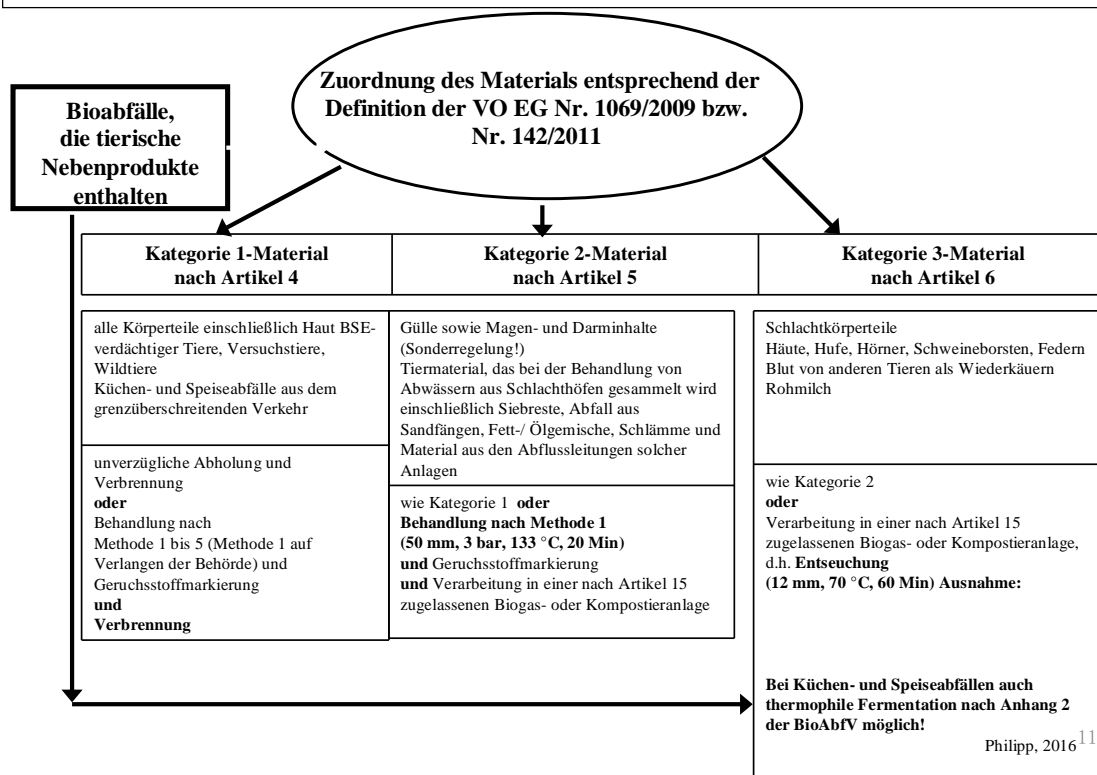 Zuordnung des Materials entsprechend der
Definition der VO EG Nr. 1069/2009 bzw.
Nr. 142/2011
Bioabfälle,
die tierische
Nebenprodukte
enthalten
Kategorie 1-Material
nach Artikel 4
Kategorie 2-Material
nach Artikel 5
Kategorie 3-Material
nach Artikel 6
alle Körperteile einschließlich Haut BSE-
verdächtiger Tiere, Versuchstiere,
Wildtiere
Küchen- und Speiseabfälle aus dem
grenzüberschreitenden Verkehr
Gülle sowie Magen- und Darminhalte
(Sonderregelung!)
Tiermaterial, das bei der Behandlung von
Abwässern aus Schlachthöfen gesammelt wird
einschließlich Siebreste, Abfall aus
Sandfängen, Fett-/ Ölgemische, Schlämme und
Material aus den Abflussleitungen solcher
Anlagen
Schlachtkörperteile
Häute, Hufe, Hörner, Schweineborsten, Federn
Blut von anderen Tieren als Wiederkäuern
Rohmilch
unverzügliche Abholung und
Verbrennung
oder
Behandlung nach
Methode 1 bis 5 (Methode 1 auf
Verlangen der Behörde) und
Geruchsstoffmarkierung
und
Verbrennung
wie Kategorie 1 oder
Behandlung nach Methode 1
(50 mm, 3 bar, 133 °C, 20 Min)
und Geruchsstoffmarkierung
und Verarbeitung in einer nach Artikel 15
zugelassenen Biogas- oder Kompostieranlage
wie Kategorie 2
oder
Verarbeitung in einer nach Artikel 15
zugelassenen Biogas- oder Kompostieranlage,
d.h. Entseuchung
(12 mm, 70 °C, 60 Min) Ausnahme:
Bei Küchen- und Speiseabfällen auch
thermophile Fermentation nach Anhang 2
der BioAbfV möglich!
Philipp, 2016
11